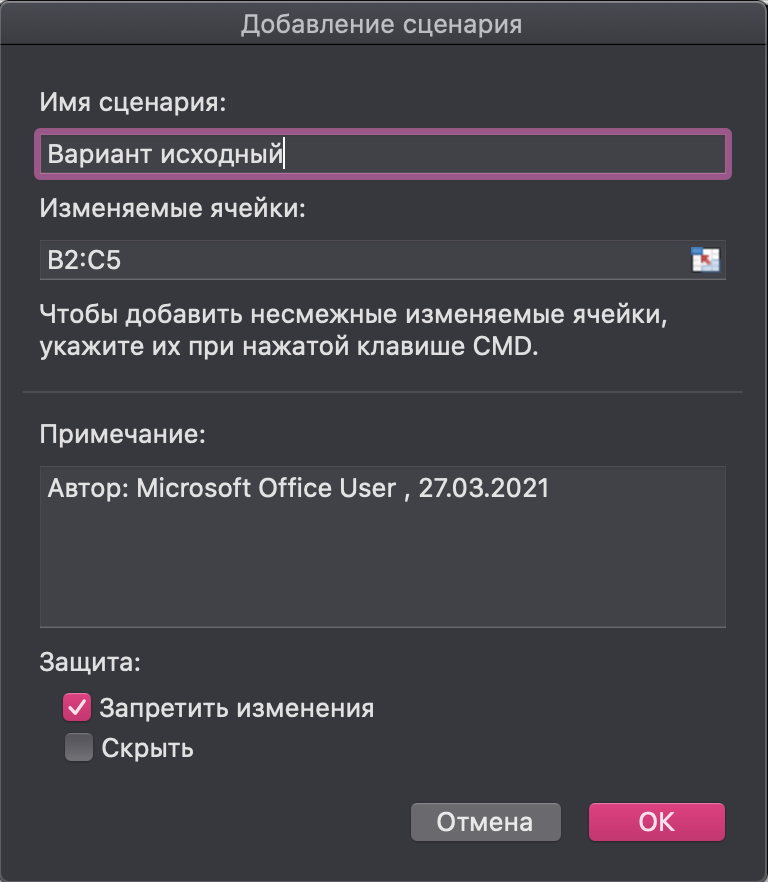 Добавление сценария
Имя сценария:
Вариант исходный
Изменяемые ячейки:
B2:C5
Чтобы добавить несмежные изменяемые ячейки,
укажите их при нажатой клавише CMD.
Примечание:
Автор: Microsoft Office User , 27.03.2021
Защита:
Запретить изменения
Скрыть
Отмена
OK